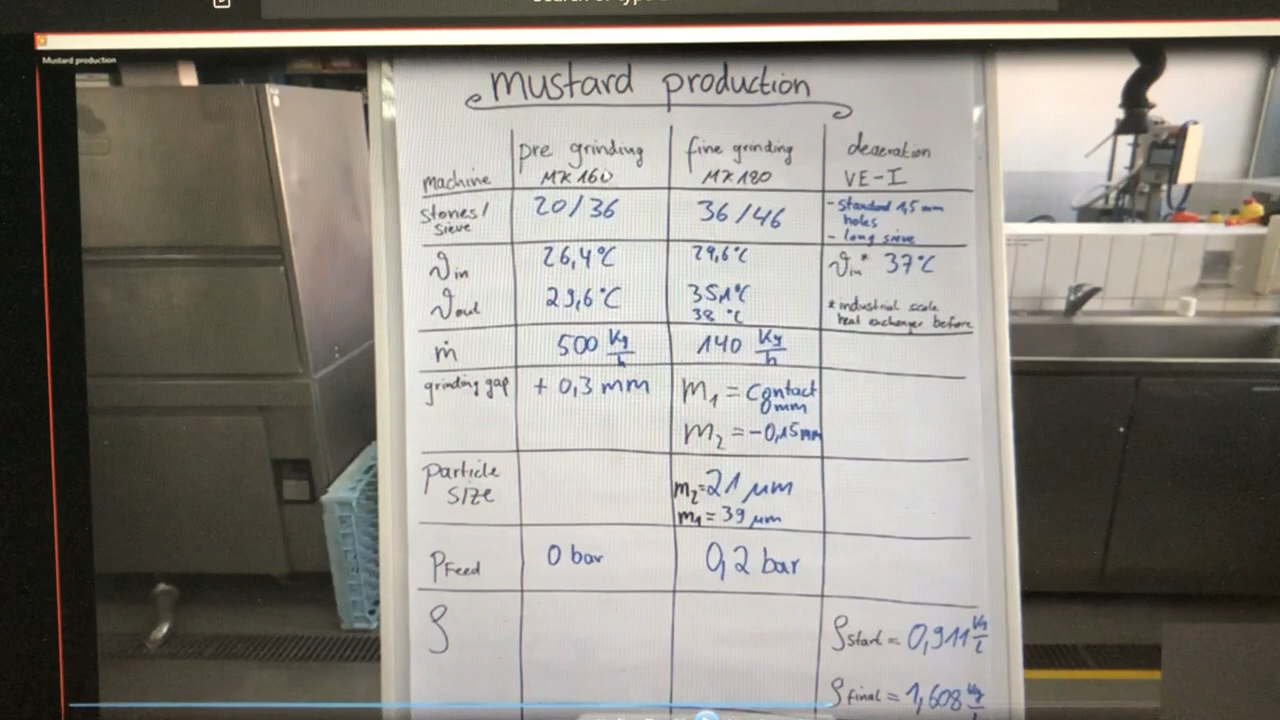 Mustard production
mustard production
machine
pre grinding
MK 160
fine grinding
MK 180
deaeration
VE-I
stones/
sieve
20/36
36/46
- standard 1,5 mm
holes
- long sieve
ϑin
26,4°C
29,6°C
ϑin* 37°C
ϑout
29,6°C
35,1°C
38 °C
* industrial scale
heat exchanger before
ṁ
500 Kg/h
140 Kg/h
grinding gap
+ 0,3 mm
m1 = Contact
0mm
m2 = -0,15mm
Particle
SIZE
m2=21 µm
m1= 39 µm
PFeed
0 bar
0,2 bar
ρ
ρstart = 0,911 Kg/L
ρfinal = 1,608 Kg